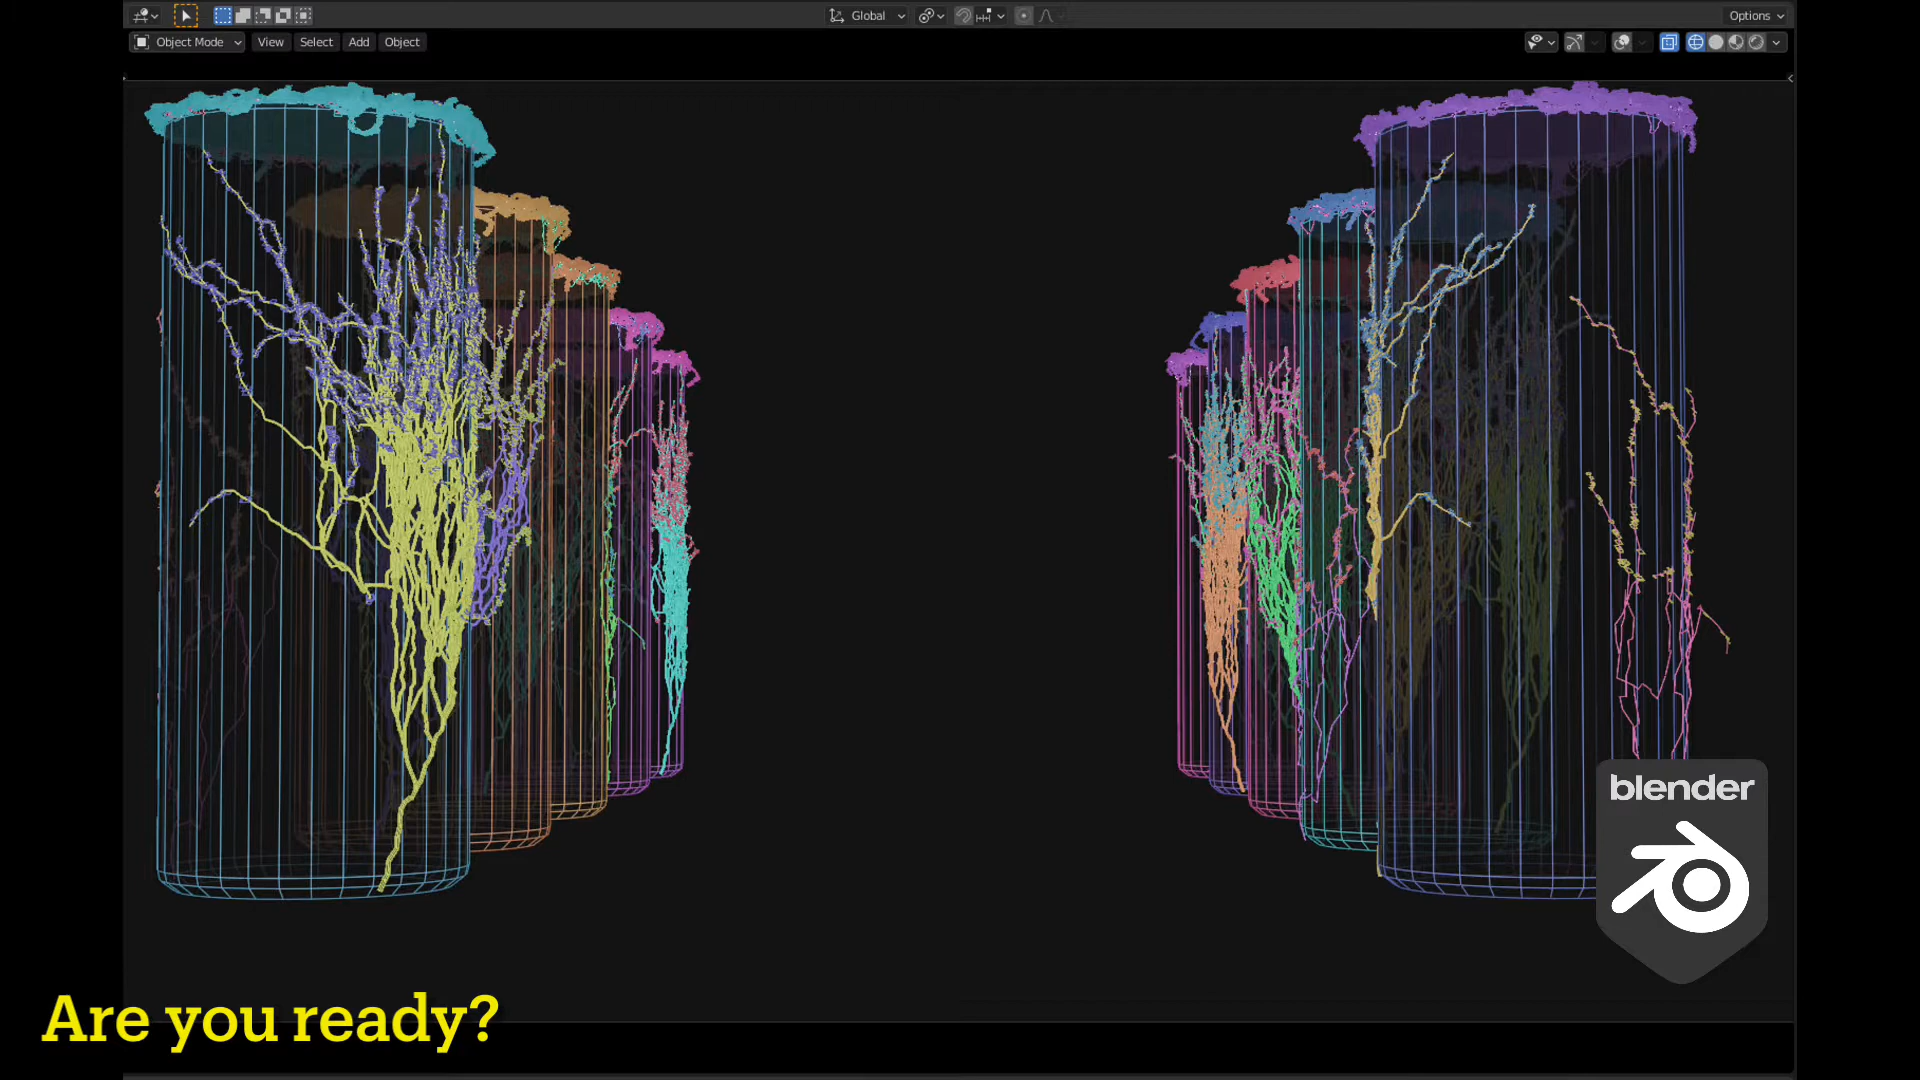 Global
Options
Object Mode View Select Add Object
blender
Are you ready?